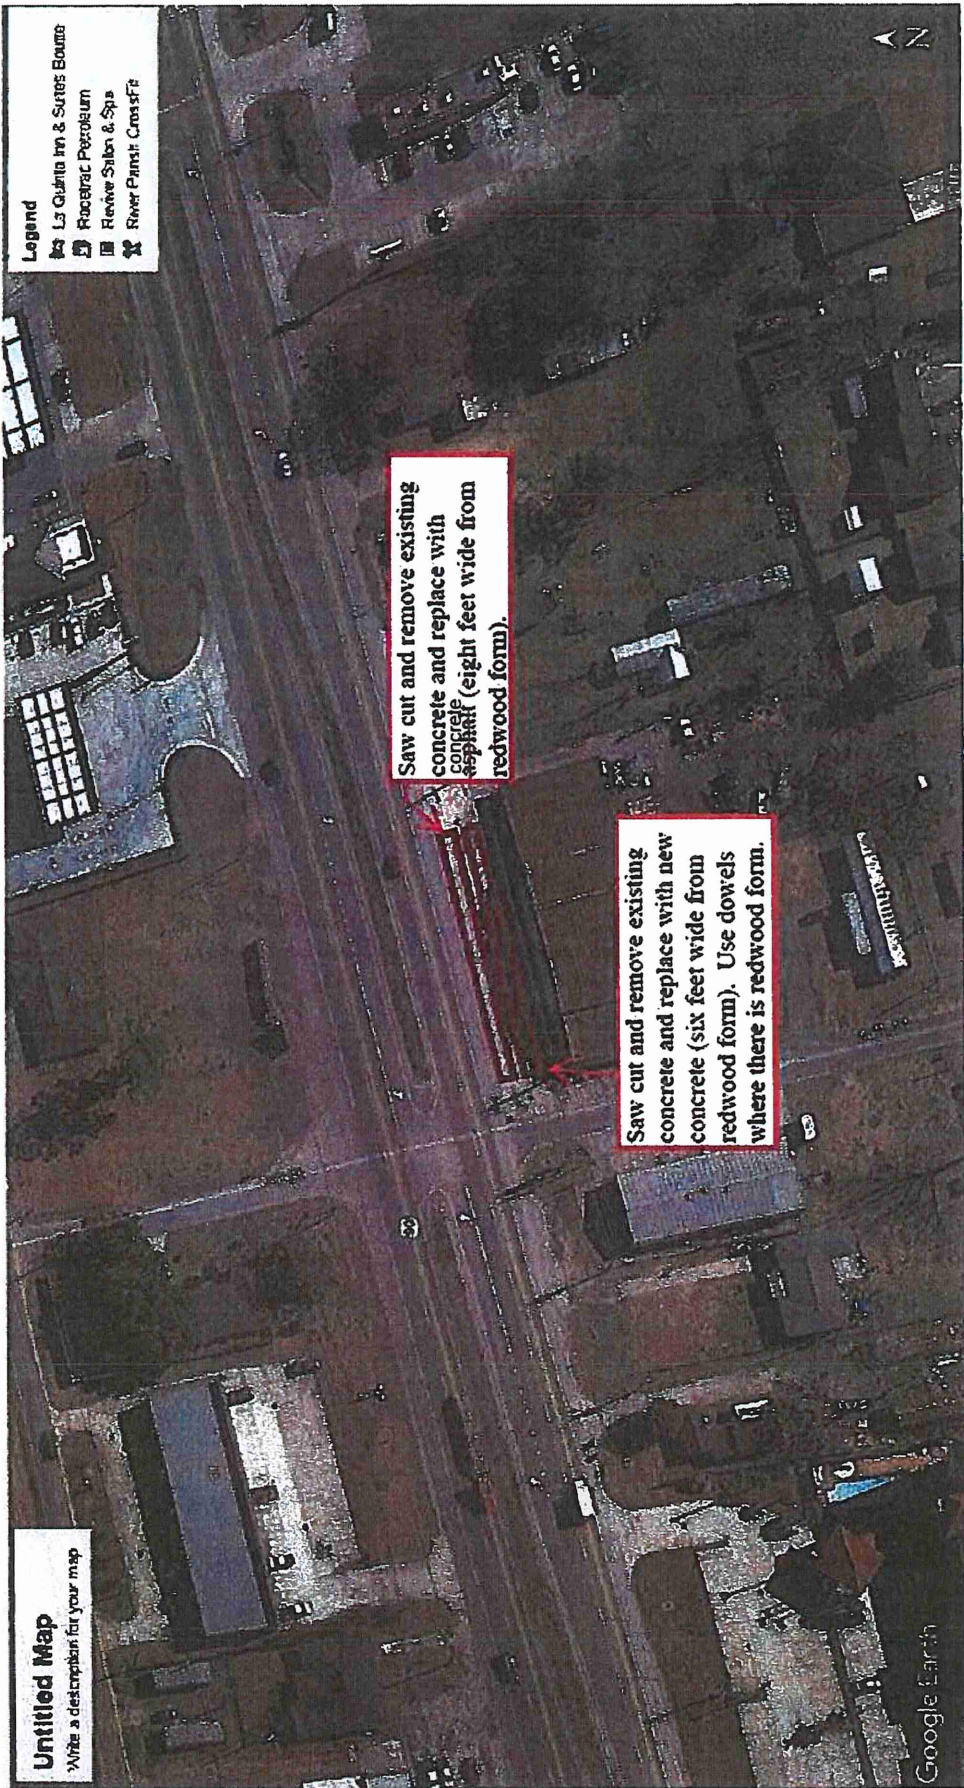 Untitled Map
Write a description for your map
Legend
La Quinta Inn & Suites Boutte
Racetrac Petroleum
Revive Salon & Spa
River Parish CrossFit
Saw cut and remove existing
concrete and replace with
concrete
asphalt (eight feet wide from
redwood form).
Saw cut and remove existing
concrete and replace with new
concrete (six feet wide from
redwood form). Use dowels
where there is redwood form.
90
Google Earth
N